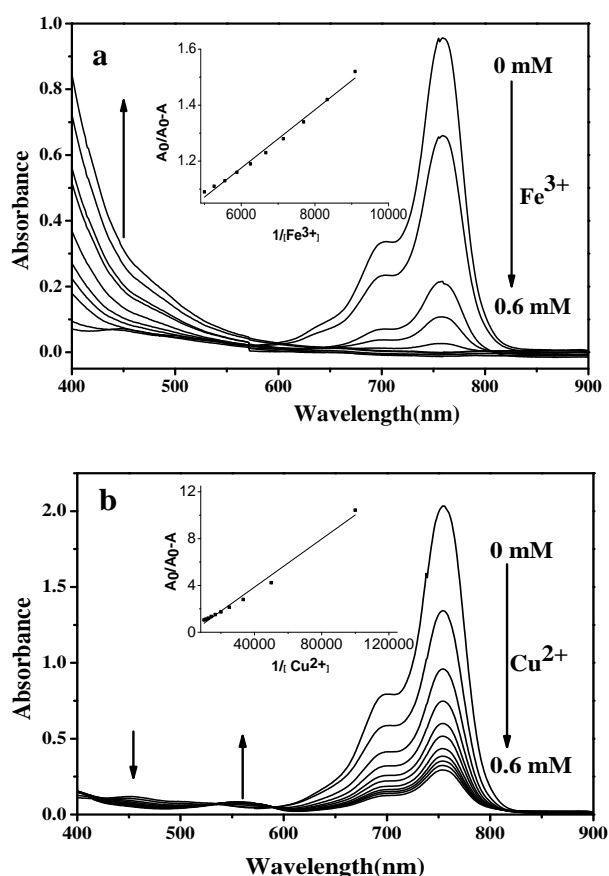 a
1.0
0.8
0.6
0.4
0.2
0.0
Absorbance
400 500 600 700 800 900
Wavelength(nm)
1.6
1.4
1.2
A0/A0-A
6000 8000 10000
1/[Fe3+]
0 mM
Fe3+
0.6 mM
b
2.0
1.5
1.0
0.5
0.0
Absorbance
400 500 600 700 800 900
Wavelength(nm)
12
8
4
0
A0/A0-A
40000 80000 120000
1/[ Cu2+]
0 mM
Cu2+
0.6 mM